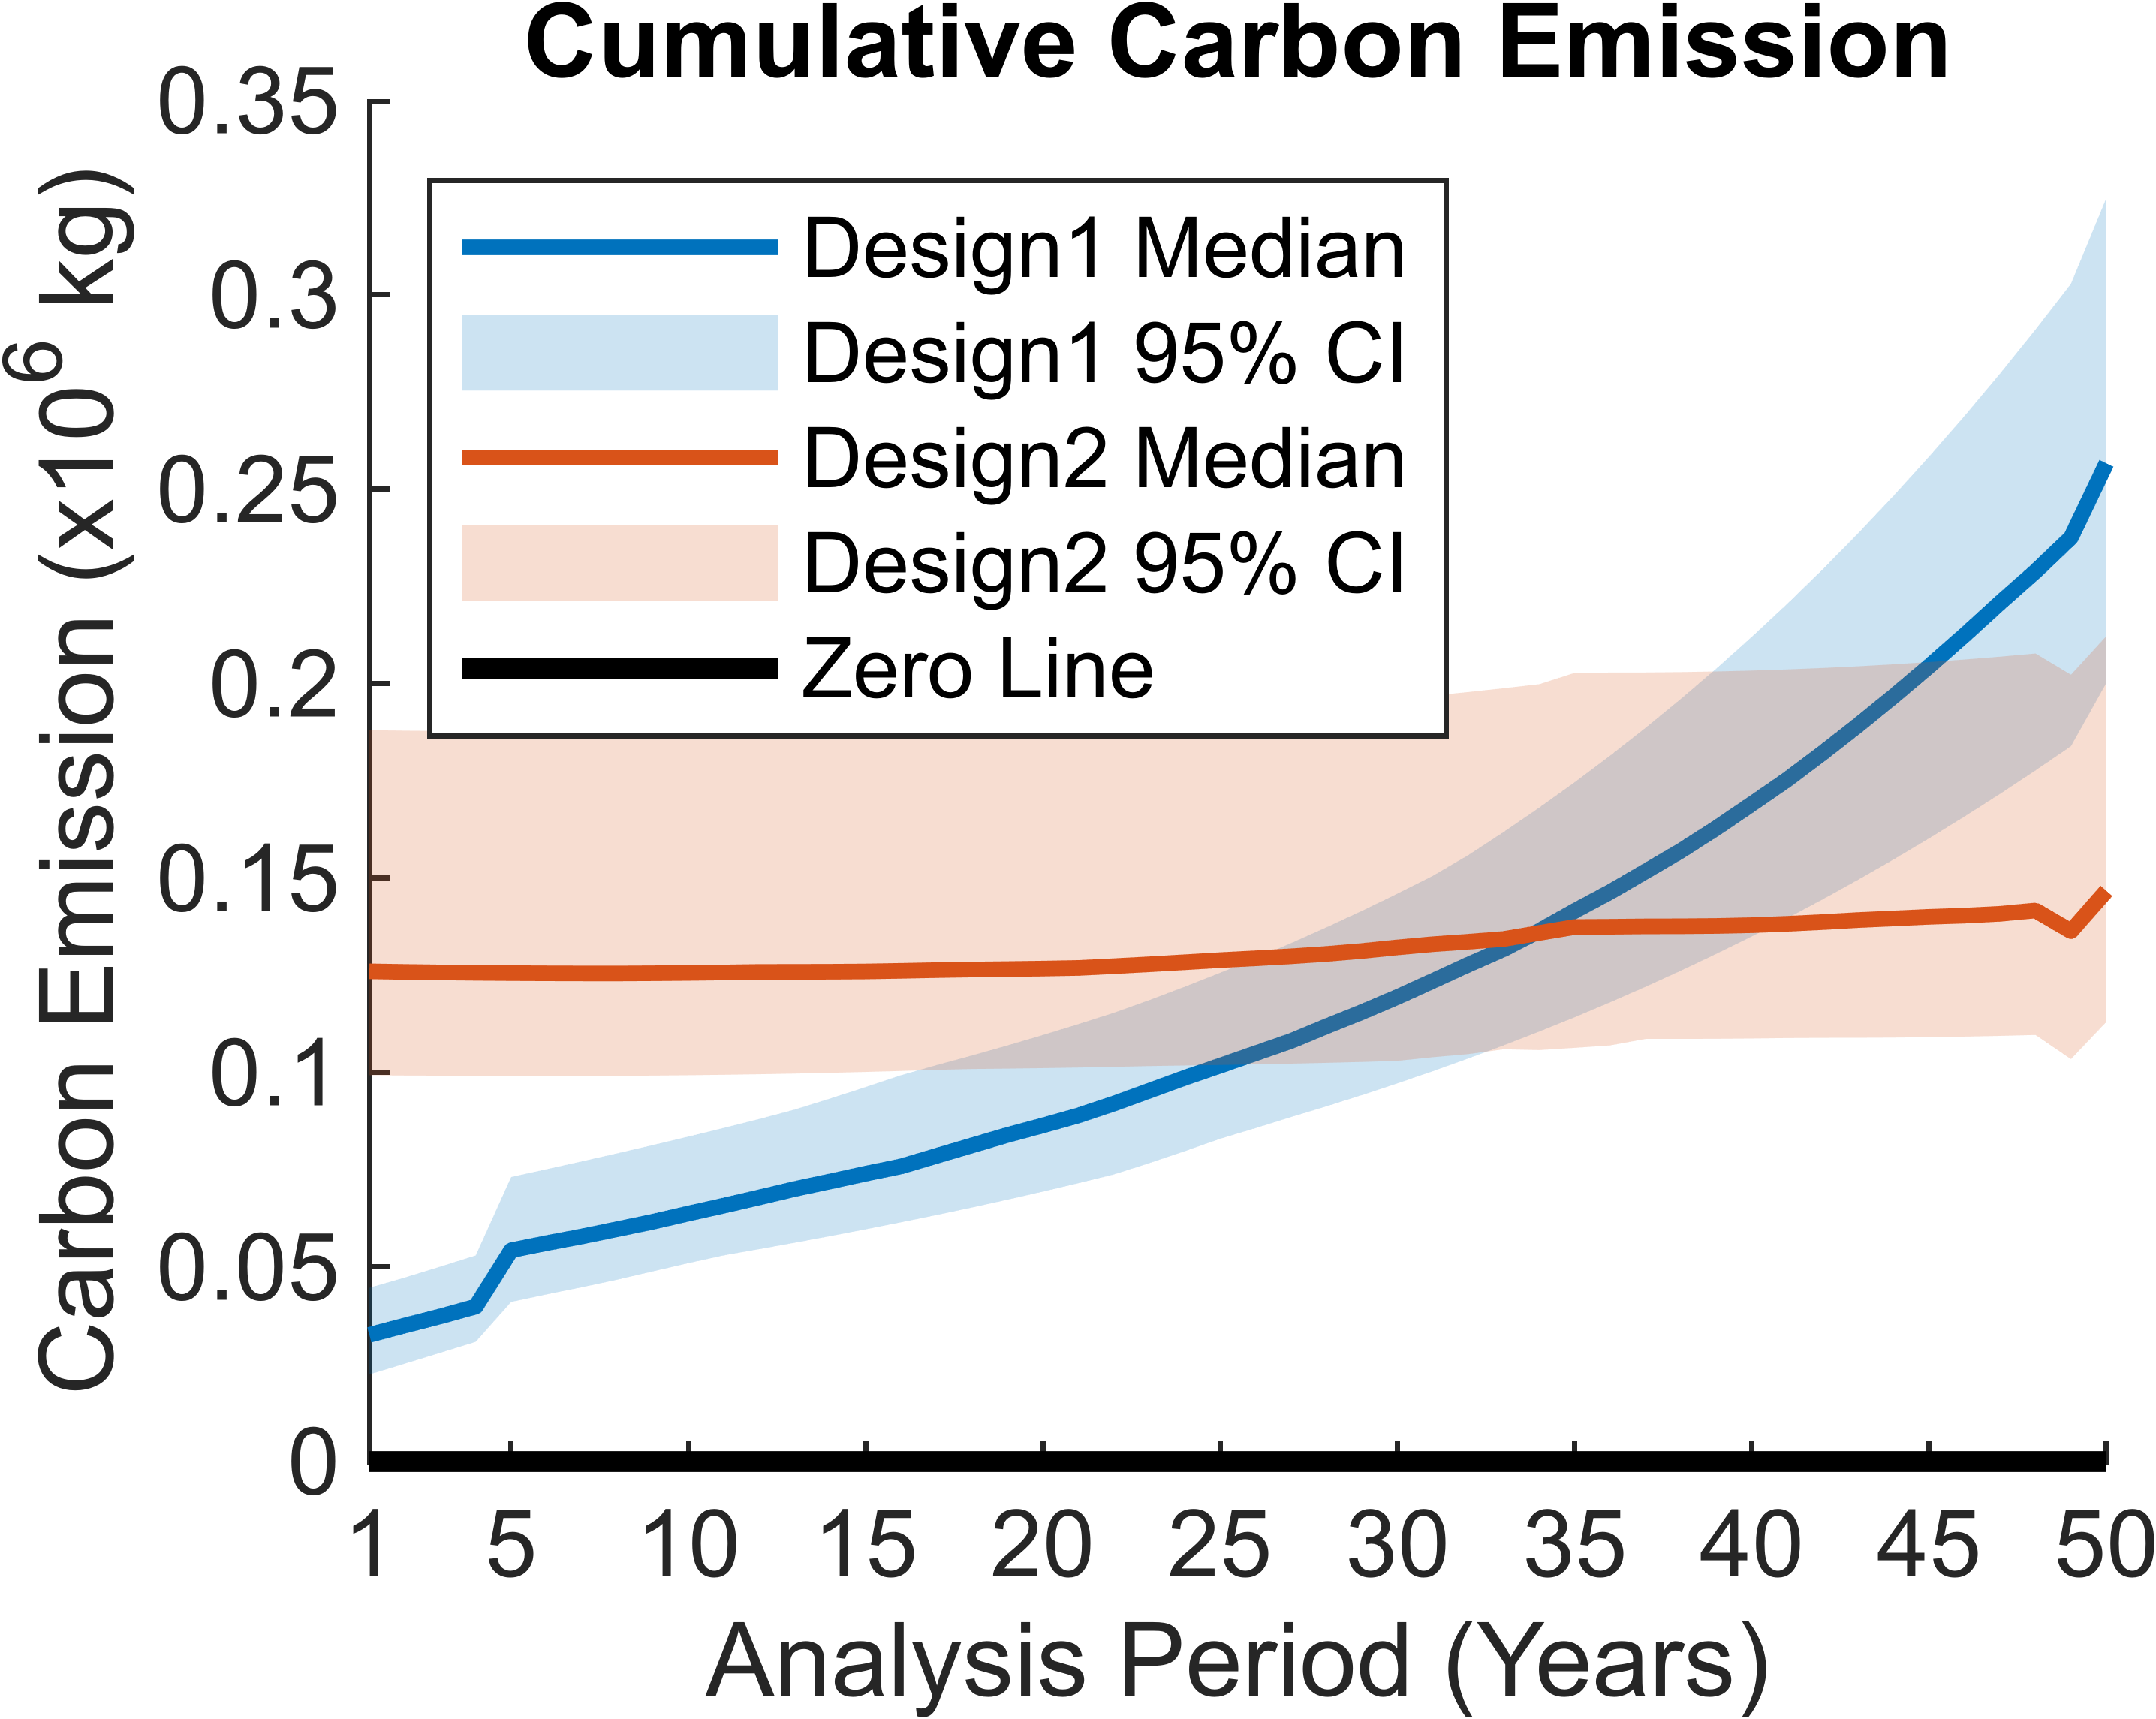 Cumulative Carbon Emission
Carbon Emission (x10⁶ kg)
0.35
0.3
0.25
0.2
0.15
0.1
0.05
0
Design1 Median
Design1 95% CI
Design2 Median
Design2 95% CI
Zero Line
1 5 10 15 20 25 30 35 40 45 50
Analysis Period (Years)